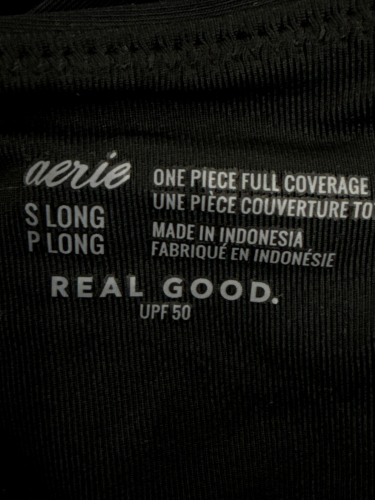 aerie
S LONG
P LONG
ONE PIECE FULL COVERAGE
UNE PIÈCE COUVERTURE TO
MADE IN INDONESIA
FABRIQUÉ EN INDONÉSIE
REAL GOOD.
UPF 50